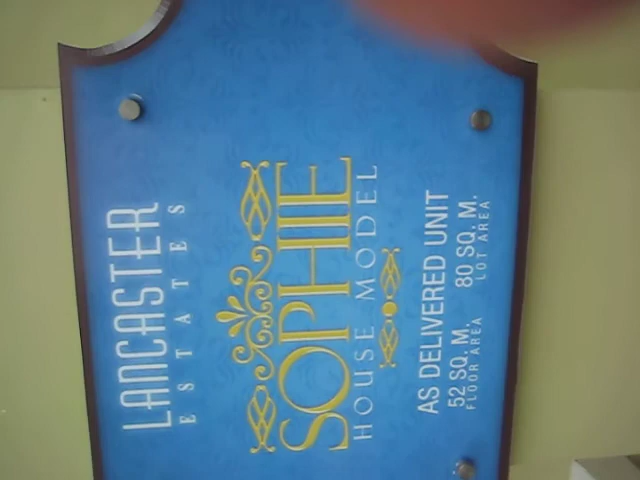 LANCASTER
ESTATES
SOPHIE
HOUSE MODEL
AS DELIVERED UNIT
52 SQ. M. 80 SQ. M.
FLOOR AREA LOT AREA